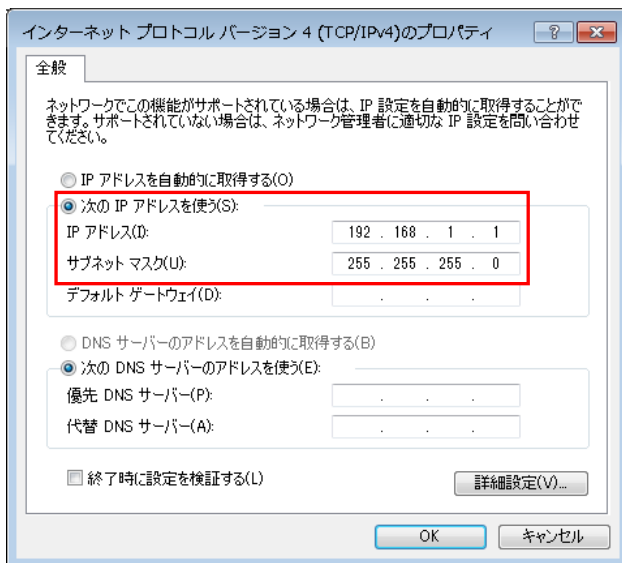 インターネット プロトコル バージョン 4 (TCP/IPv4)のプロパティ
全般
ネットワークでこの機能がサポートされている場合は、IP 設定を自動的に取得することがで
きます。サポートされていない場合は、ネットワーク管理者に適切な IP 設定を問い合わせ
てください。
IP アドレスを自動的に取得する(O)
次の IP アドレスを使う(S):
IP アドレス(I): 192 . 168 . 1 . 1
サブネット マスク(U): 255 . 255 . 255 . 0
デフォルト ゲートウェイ(D): . . .
DNS サーバーのアドレスを自動的に取得する(B)
次の DNS サーバーのアドレスを使う(E):
優先 DNS サーバー(P): . . .
代替 DNS サーバー(A): . . .
終了時に設定を検証する(L)
詳細設定(V)...
OK キャンセル